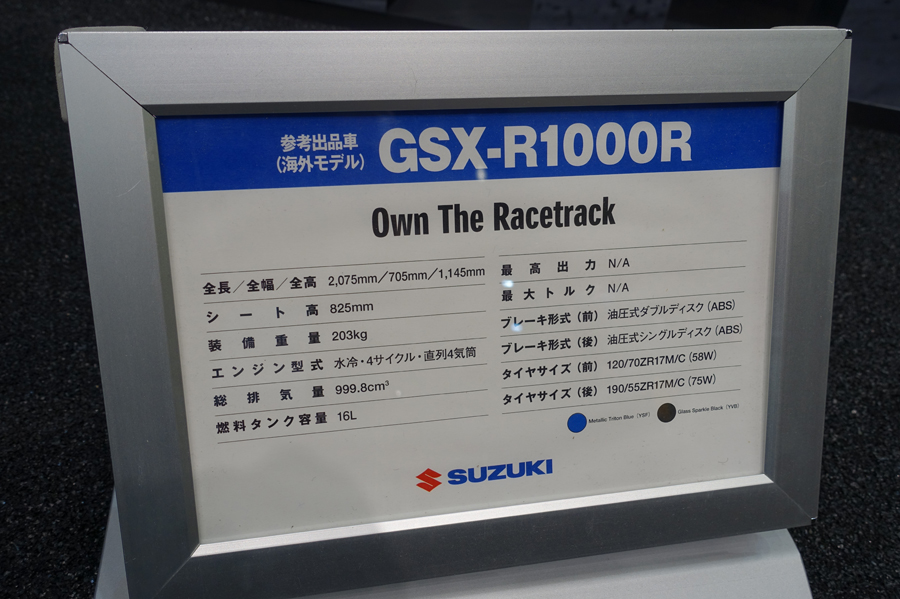 参考出品車
(海外モデル)
GSX-R1000R
Own The Racetrack
全長／全幅／全高 2,075mm／705mm／1,145mm
シート高 825mm
装備重量 203kg
エンジン型式 水冷・4サイクル・直列4気筒
総排気量 999.8cm³
燃料タンク容量 16L
最高出力 N/A
最大トルク N/A
ブレーキ形式（前） 油圧式ダブルディスク（ABS）
ブレーキ形式（後） 油圧式シングルディスク（ABS）
タイヤサイズ（前） 120/70ZR17M/C（58W）
タイヤサイズ（後） 190/55ZR17M/C（75W）
Metallic Triton Blue（YSF） Glass Sparkle Black（YVB）
SUZUKI